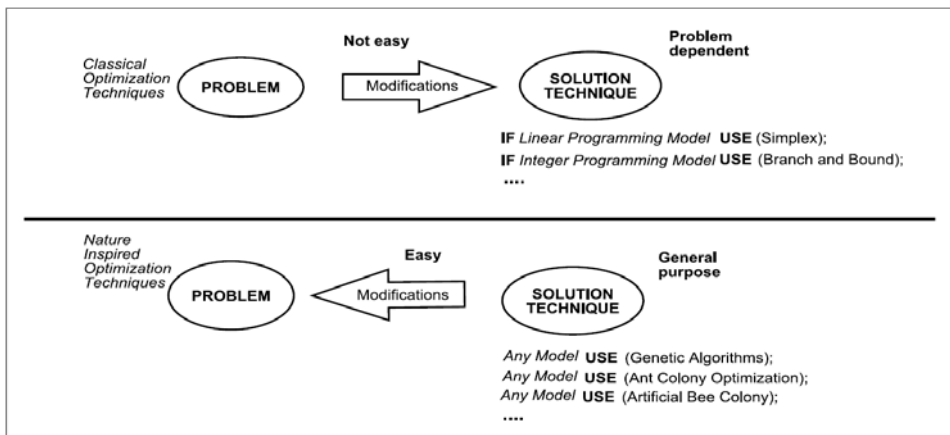 Classical
Optimization
Techniques
PROBLEM
Not easy
Modifications
Problem
dependent
SOLUTION
TECHNIQUE
IF Linear Programming Model USE (Simplex);
IF Integer Programming Model USE (Branch and Bound);
....
Nature
Inspired
Optimization
Techniques
PROBLEM
Easy
Modifications
General
purpose
SOLUTION
TECHNIQUE
Any Model USE (Genetic Algorithms);
Any Model USE (Ant Colony Optimization);
Any Model USE (Artificial Bee Colony);
....